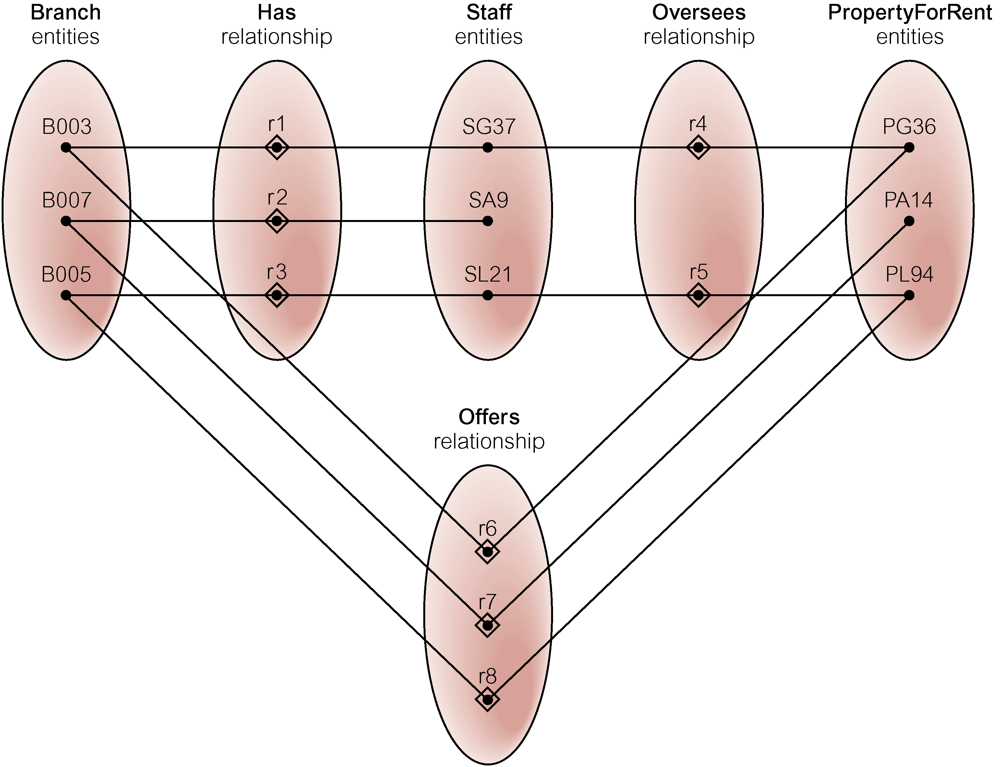 Branch
entities
Has
relationship
Staff
entities
Oversees
relationship
PropertyForRent
entities
B003
r1
SG37
r4
PG36
B007
r2
SA9
PA14
B005
r3
SL21
r5
PL94
Offers
relationship
r6
r7
r8